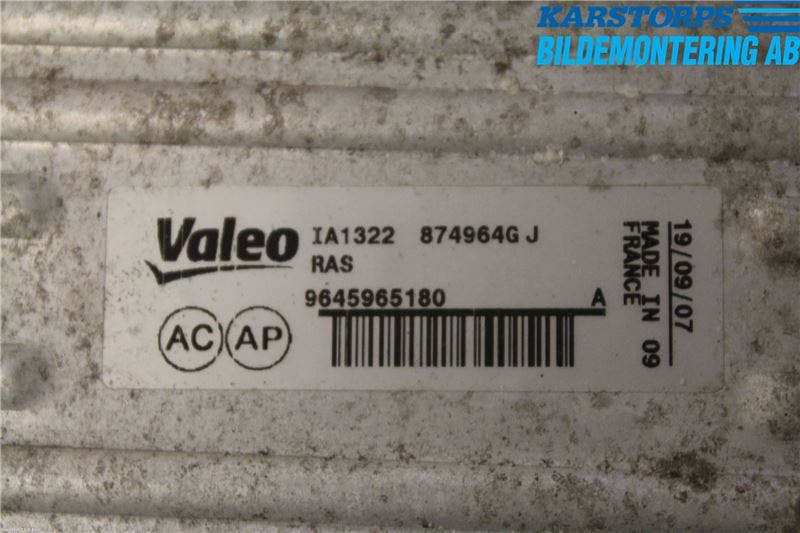 KARSTORPS
BILDEMONTERING AB
Valeo
IA1322 874964G J
RAS
9645965180 A
AC AP
19/09/07
MADE IN 09
FRANCE